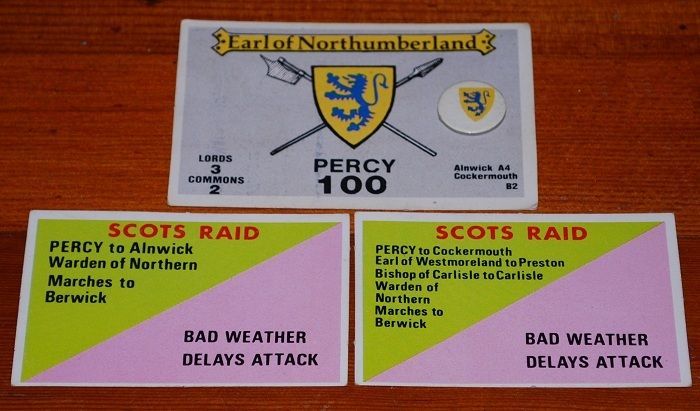 Earl of Northumberland
LORDS
3
COMMONS
2
PERCY
100
Alnwick A4
Cockermouth
B2
SCOTS RAID
PERCY to Alnwick
Warden of Northern
Marches to
Berwick
BAD WEATHER
DELAYS ATTACK
SCOTS RAID
PERCY to Cockermouth
Earl of Westmoreland to Preston
Bishop of Carlisle to Carlisle
Warden of
Northern
Marches to
Berwick
BAD WEATHER
DELAYS ATTACK